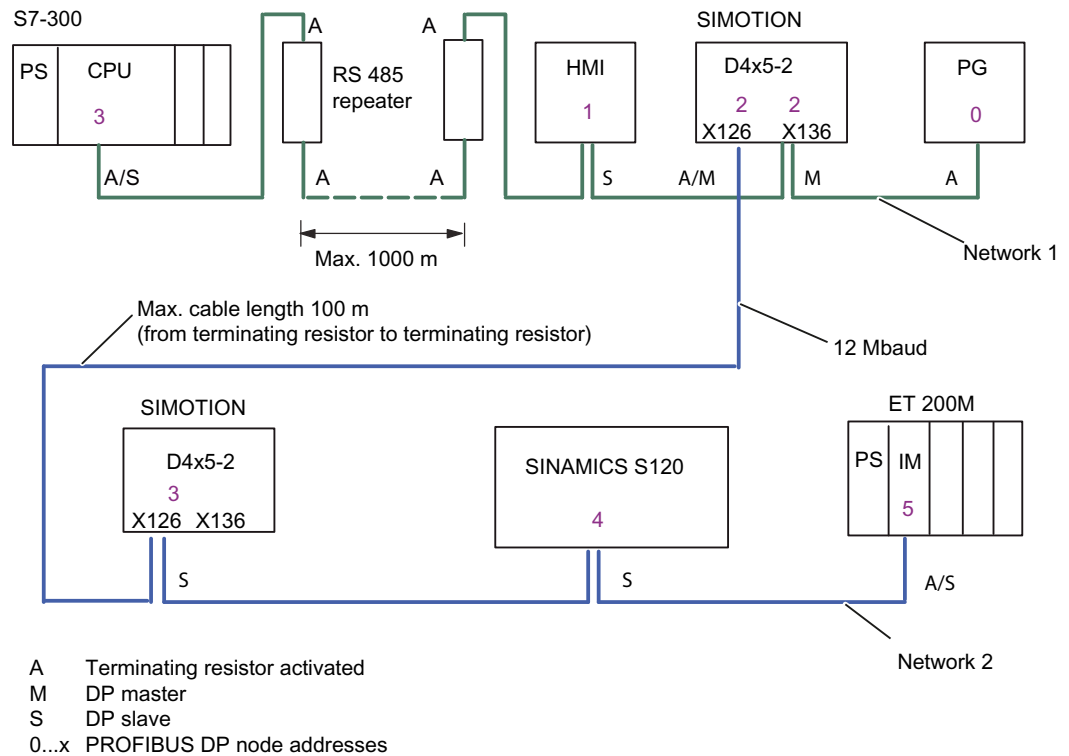 S7-300
PS
CPU
3
A/S
A
RS 485
repeater
A
A
A
Max. 1000 m
HMI
1
S
SIMOTION
D4x5-2
2 2
X126 X136
A/M
M
PG
0
A
Network 1
Max. cable length 100 m
(from terminating resistor to terminating resistor)
12 Mbaud
SIMOTION
D4x5-2
3
X126 X136
S
SINAMICS S120
4
S
ET 200M
PS
IM
5
A/S
Network 2
A Terminating resistor activated
M DP master
S DP slave
0...x PROFIBUS DP node addresses